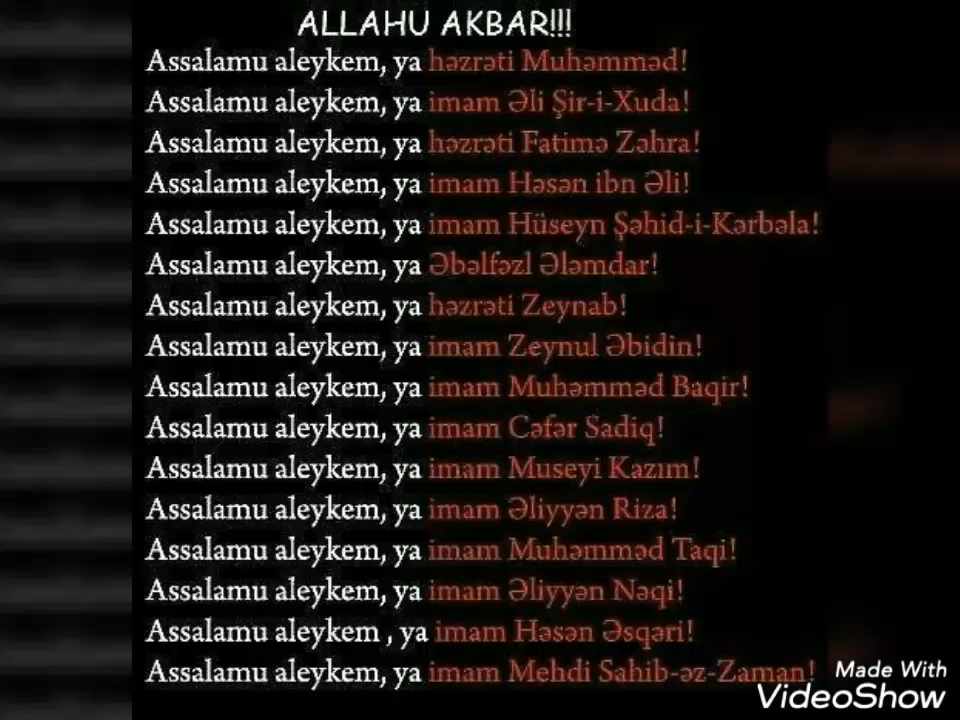 ALLAHU AKBAR!!!
Assalamu aleykem, ya həzrəti Muhəmməd!
Assalamu aleykem, ya imam Əli Şir-i-Xuda!
Assalamu aleykem, ya həzrəti Fatimə Zəhra!
Assalamu aleykem, ya imam Həsən ibn Əli!
Assalamu aleykem, ya imam Hüseyn Şəhid-i-Kərbəla!
Assalamu aleykem, ya Əbəlfəzl Ələmdar!
Assalamu aleykem, ya həzrəti Zeynab!
Assalamu aleykem, ya imam Zeynul Əbidin!
Assalamu aleykem, ya imam Muhəmməd Baqir!
Assalamu aleykem, ya imam Cəfər Sadiq!
Assalamu aleykem, ya imam Museyi Kazım!
Assalamu aleykem, ya imam Əliyyən Riza!
Assalamu aleykem, ya imam Muhəmməd Taqi!
Assalamu aleykem, ya imam Əliyyən Nəqi!
Assalamu aleykem , ya imam Həsən Əsqəri!
Assalamu aleykem, ya imam Mehdi Sahib-əz-Zaman!
Made With
VideoShow